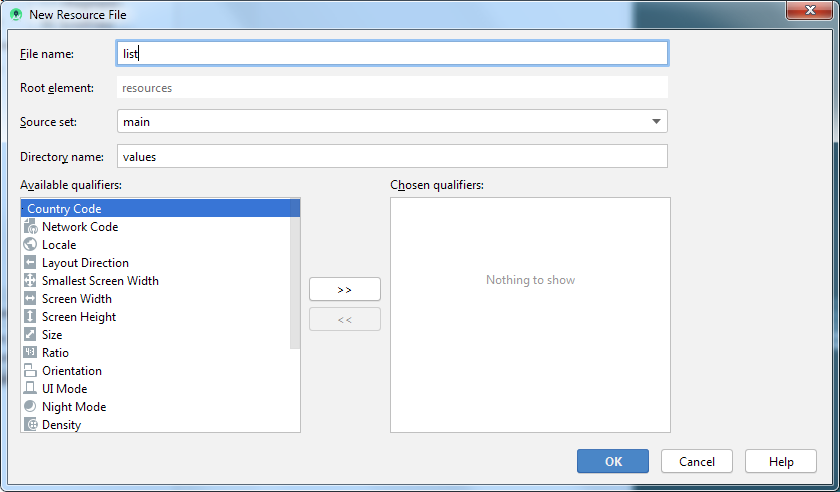 New Resource File
File name: list
Root element: resources
Source set: main
Directory name: values
Available qualifiers: Chosen qualifiers:
Country Code
Network Code
Locale
Layout Direction
Smallest Screen Width
Screen Width
Screen Height
Size
Ratio
Orientation
UI Mode
Night Mode
Density
>>
<<
Nothing to show
OK Cancel Help